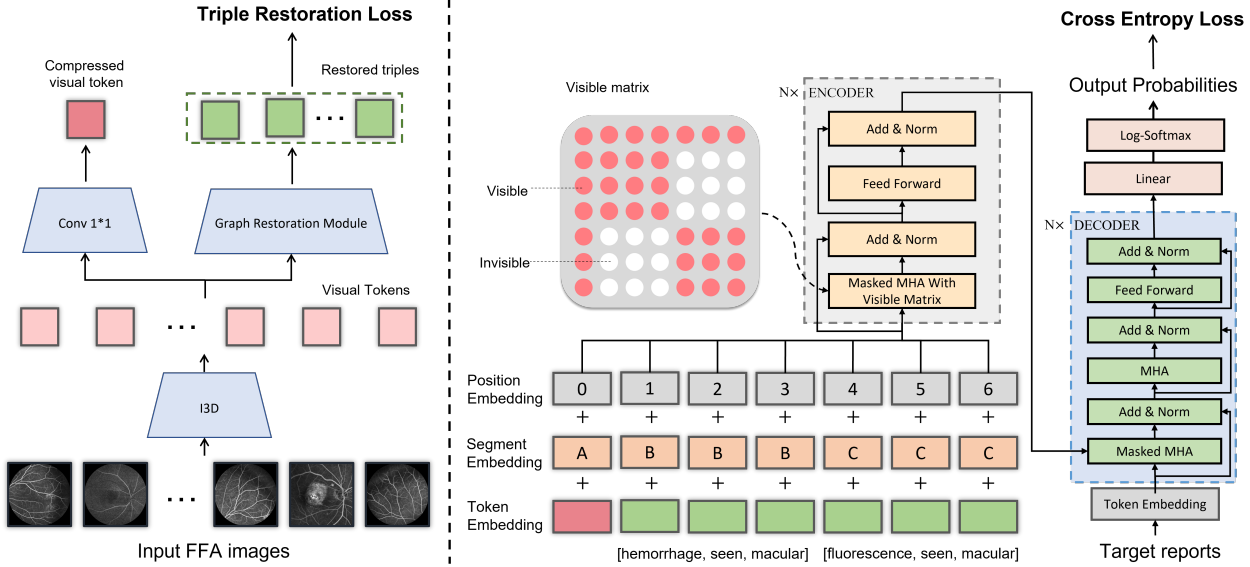 Triple Restoration Loss
Compressed
visual token
Restored triples
Conv 1*1
Graph Restoration Module
Visual Tokens
I3D
Input FFA images
Visible matrix
Visible
Invisible
N× ENCODER
Add & Norm
Feed Forward
Add & Norm
Masked MHA With
Visible Matrix
Position
Embedding
0 1 2 3 4 5 6
+ + + + + + +
Segment
Embedding
A B B B C C C
+ + + + + + +
Token
Embedding
[hemorrhage, seen, macular] [fluorescence, seen, macular]
Cross Entropy Loss
Output Probabilities
Log-Softmax
Linear
N× DECODER
Add & Norm
Feed Forward
Add & Norm
MHA
Add & Norm
Masked MHA
Token Embedding
Target reports